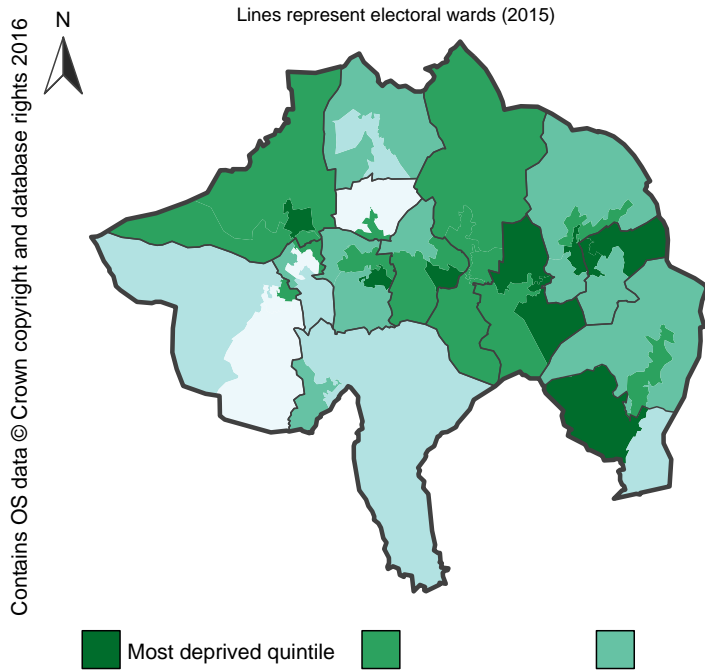 Lines represent electoral wards (2015)
N
Contains OS data © Crown copyright and database rights 2016
Most deprived quintile